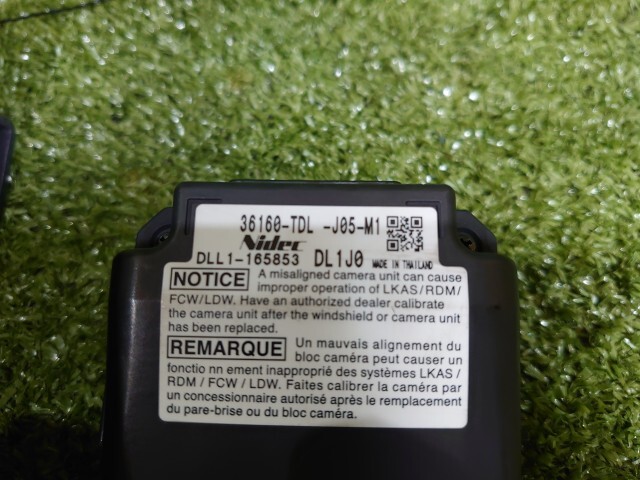 36160-TDL -J05-M1
Nidec
DLL1-165853 DL1J0 MADE IN THAILAND
NOTICE A misaligned camera unit can cause
improper operation of LKAS/RDM/
FCW/LDW. Have an authorized dealer calibrate
the camera unit after the windshield or camera unit
has been replaced.
REMARQUE Un mauvais alignement du
bloc caméra peut causer un
fonctio nn ement inapproprié des systèmes LKAS /
RDM / FCW / LDW. Faites calibrer la caméra par
un concessionnaire autorisé après le remplacement
du pare-brise ou du bloc caméra.